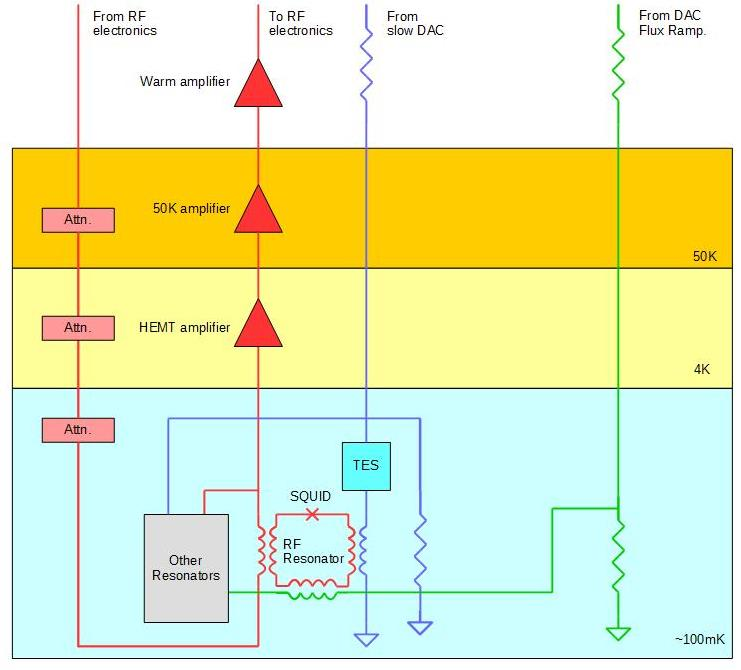 From RF
electronics
To RF
electronics
From
slow DAC
From DAC
Flux Ramp.
Warm amplifier
Attn.
50K amplifier
50K
Attn.
HEMT amplifier
4K
Attn.
TES
SQUID
RF
Resonator
Other
Resonators
~100mK